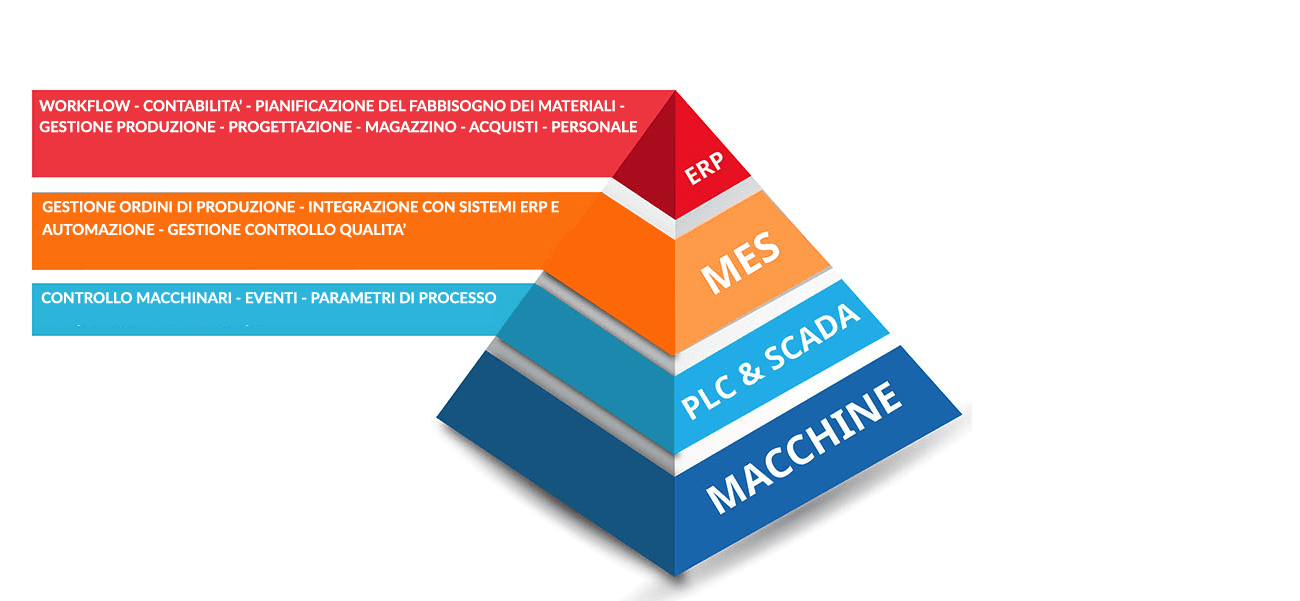 WORKFLOW - CONTABILITA' - PIANIFICAZIONE DEL FABBISOGNO DEI MATERIALI -
GESTIONE PRODUZIONE - PROGETTAZIONE - MAGAZZINO - ACQUISTI - PERSONALE
ERP
GESTIONE ORDINI DI PRODUZIONE - INTEGRAZIONE CON SISTEMI ERP E
AUTOMAZIONE - GESTIONE CONTROLLO QUALITA'
MES
CONTROLLO MACCHINARI - EVENTI - PARAMETRI DI PROCESSO
PLC & SCADA
MACCHINE